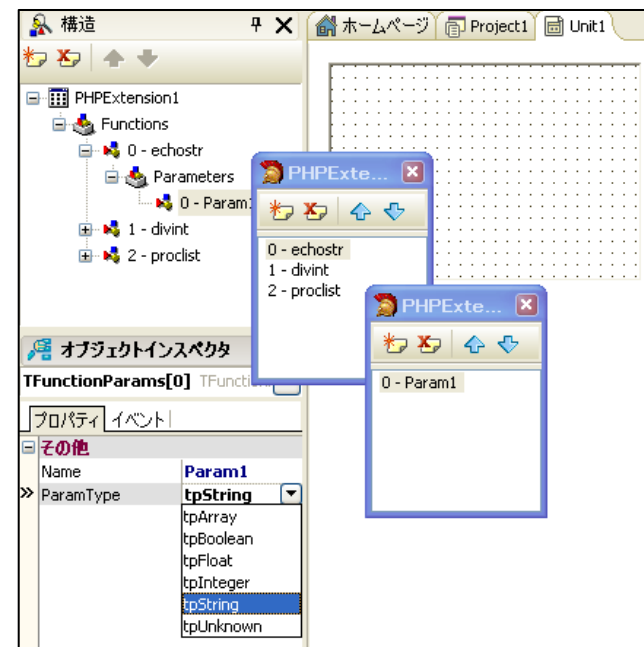 構造
ホームページ
Project1
Unit1
PHPExtension1
Functions
0 - echostr
Parameters
0 - Param1
1 - divint
2 - proclist
PHPExte...
0 - echostr
1 - divint
2 - proclist
PHPExte...
0 - Param1
オブジェクトインスペクタ
TFunctionParams[0]
プロパティ イベント
その他
Name Param1
ParamType tpString
tpArray
tpBoolean
tpFloat
tpInteger
tpString
tpUnknown